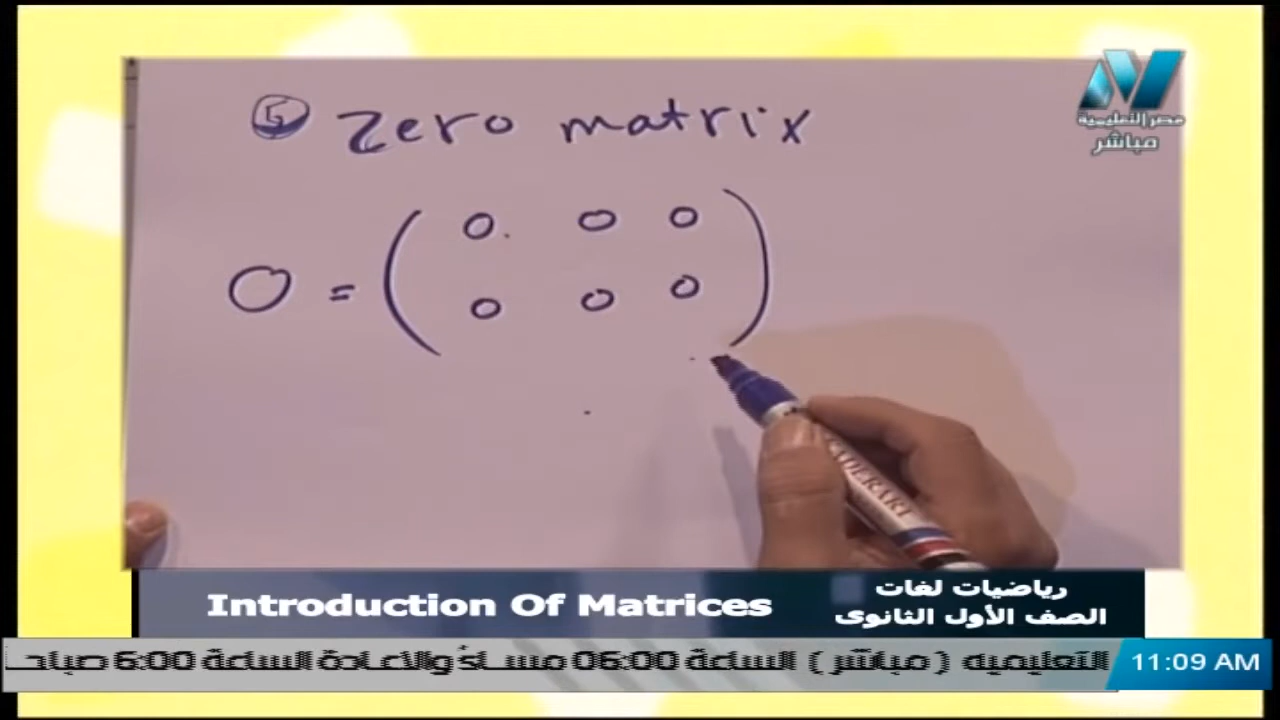 ⑤ Zero matrix
O = ( 0 0 0
0 0 0 )
مصر التعليمية
مباشر
CADERART
Introduction Of Matrices
رياضيات لغات
الصف الأول الثانوى
التعليميه ( مباشر ) الساعة 06:00 مساءً والاعادة الساعة 6:00
11:09 AM